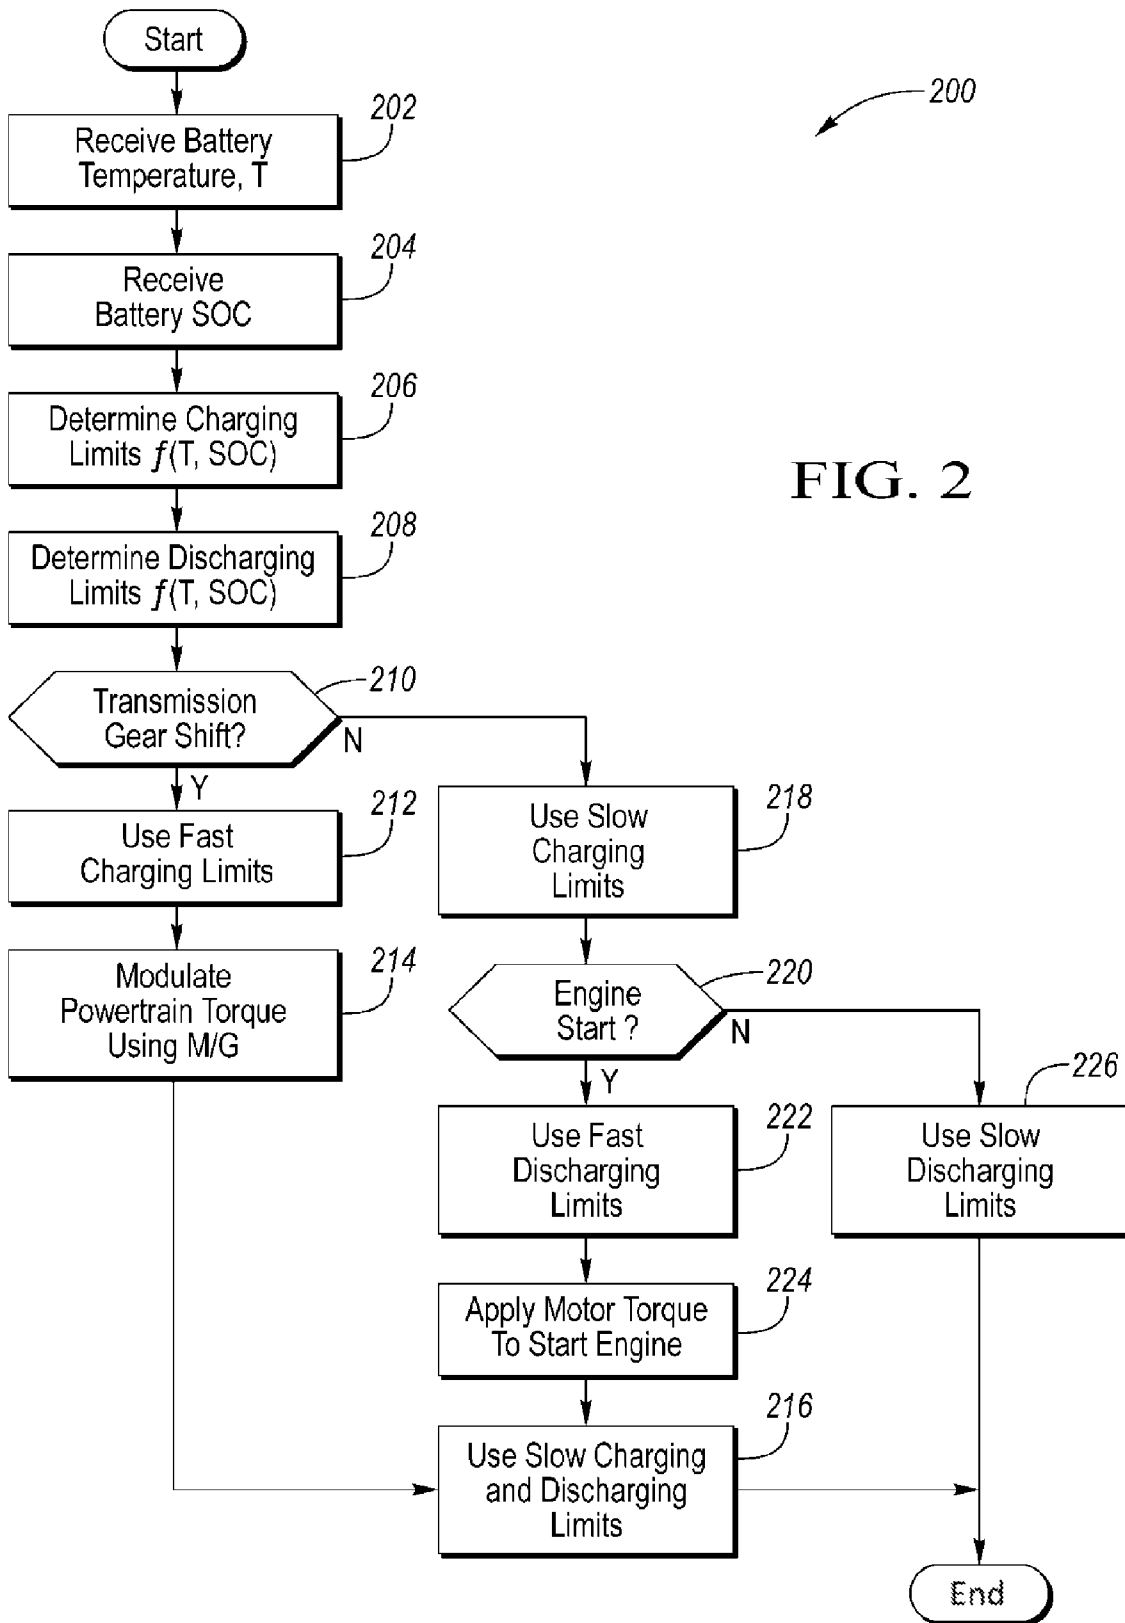 Start
200
202
Receive Battery
Temperature, T
204
Receive
Battery SOC
206
Determine Charging
Limits ƒ(T, SOC)
FIG. 2
208
Determine Discharging
Limits ƒ(T, SOC)
210
Transmission
Gear Shift?
N
Y
212
Use Fast
Charging Limits
218
Use Slow
Charging
Limits
214
Modulate
Powertrain Torque
Using M/G
220
Engine
Start ?
N
Y
222
Use Fast
Discharging
Limits
226
Use Slow
Discharging
Limits
224
Apply Motor Torque
To Start Engine
216
Use Slow Charging
and Discharging
Limits
End